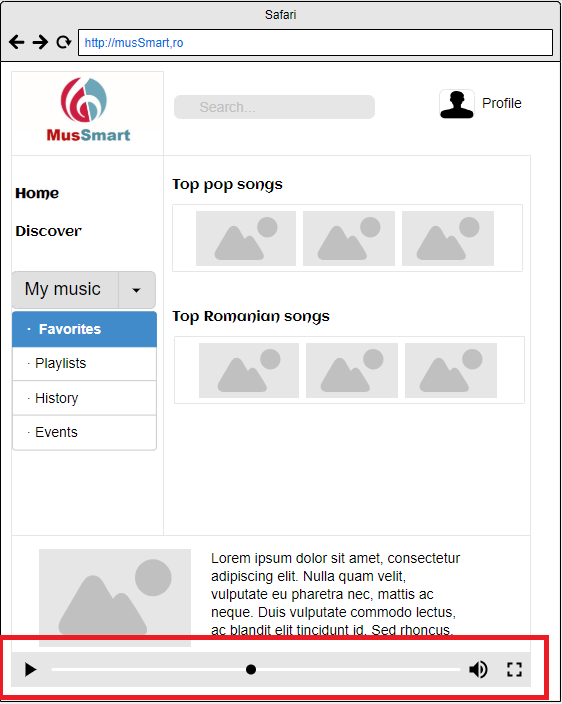 Safari
http://musSmart,ro
MusSmart
Search...
Profile
Home
Discover
My music
· Favorites
· Playlists
· History
· Events
Top pop songs
Top Romanian songs
Lorem ipsum dolor sit amet, consectetur
adipiscing elit. Nulla quam velit,
vulputate eu pharetra nec, mattis ac
neque. Duis vulputate commodo lectus,
ac blandit elit tincidunt id. Sed rhoncus,